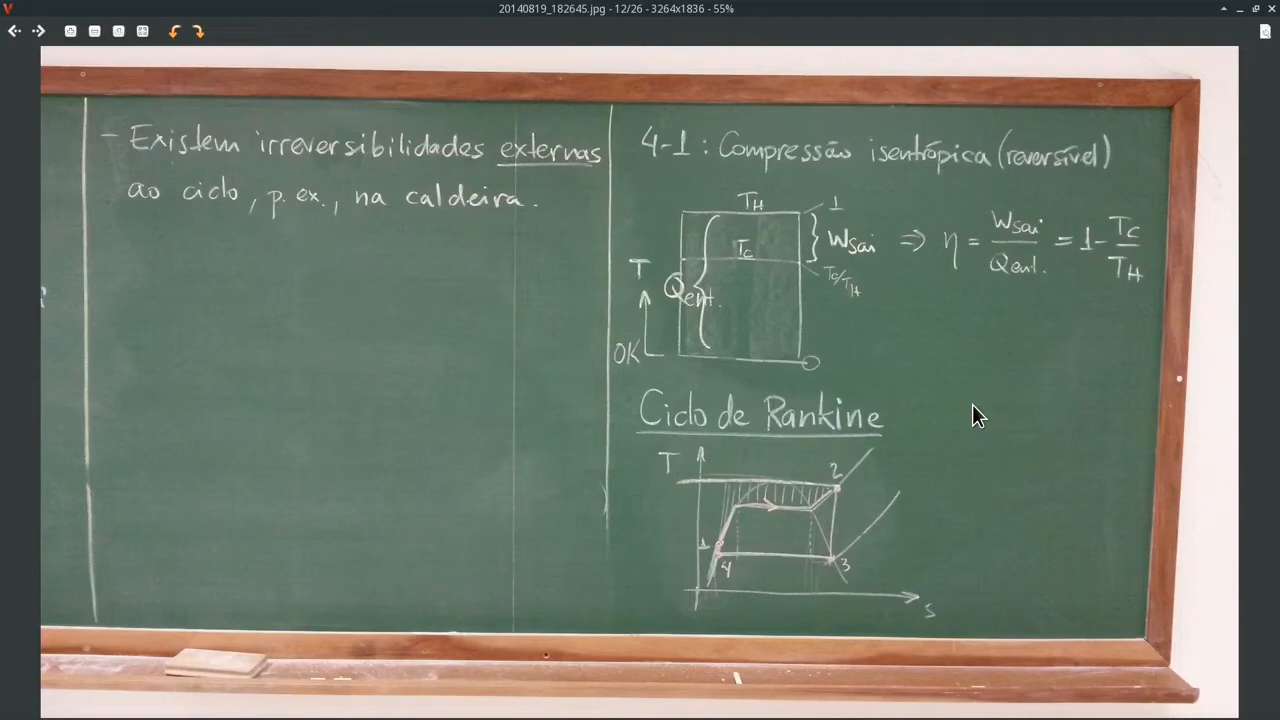 20140819_182645.jpg - 12/26 - 3264x1836 - 55%
- Existem irreversibilidades externas
ao ciclo, p. ex., na caldeira.
4-1 : Compressão isentrópica (reversível)
TH
1
Tc
Wsai
⇒ η = Wsai / Qent. = 1 - Tc / TH
Tc/TH
T
Qent.
0K
0
Ciclo de Rankine
T
2
1
4
3
s